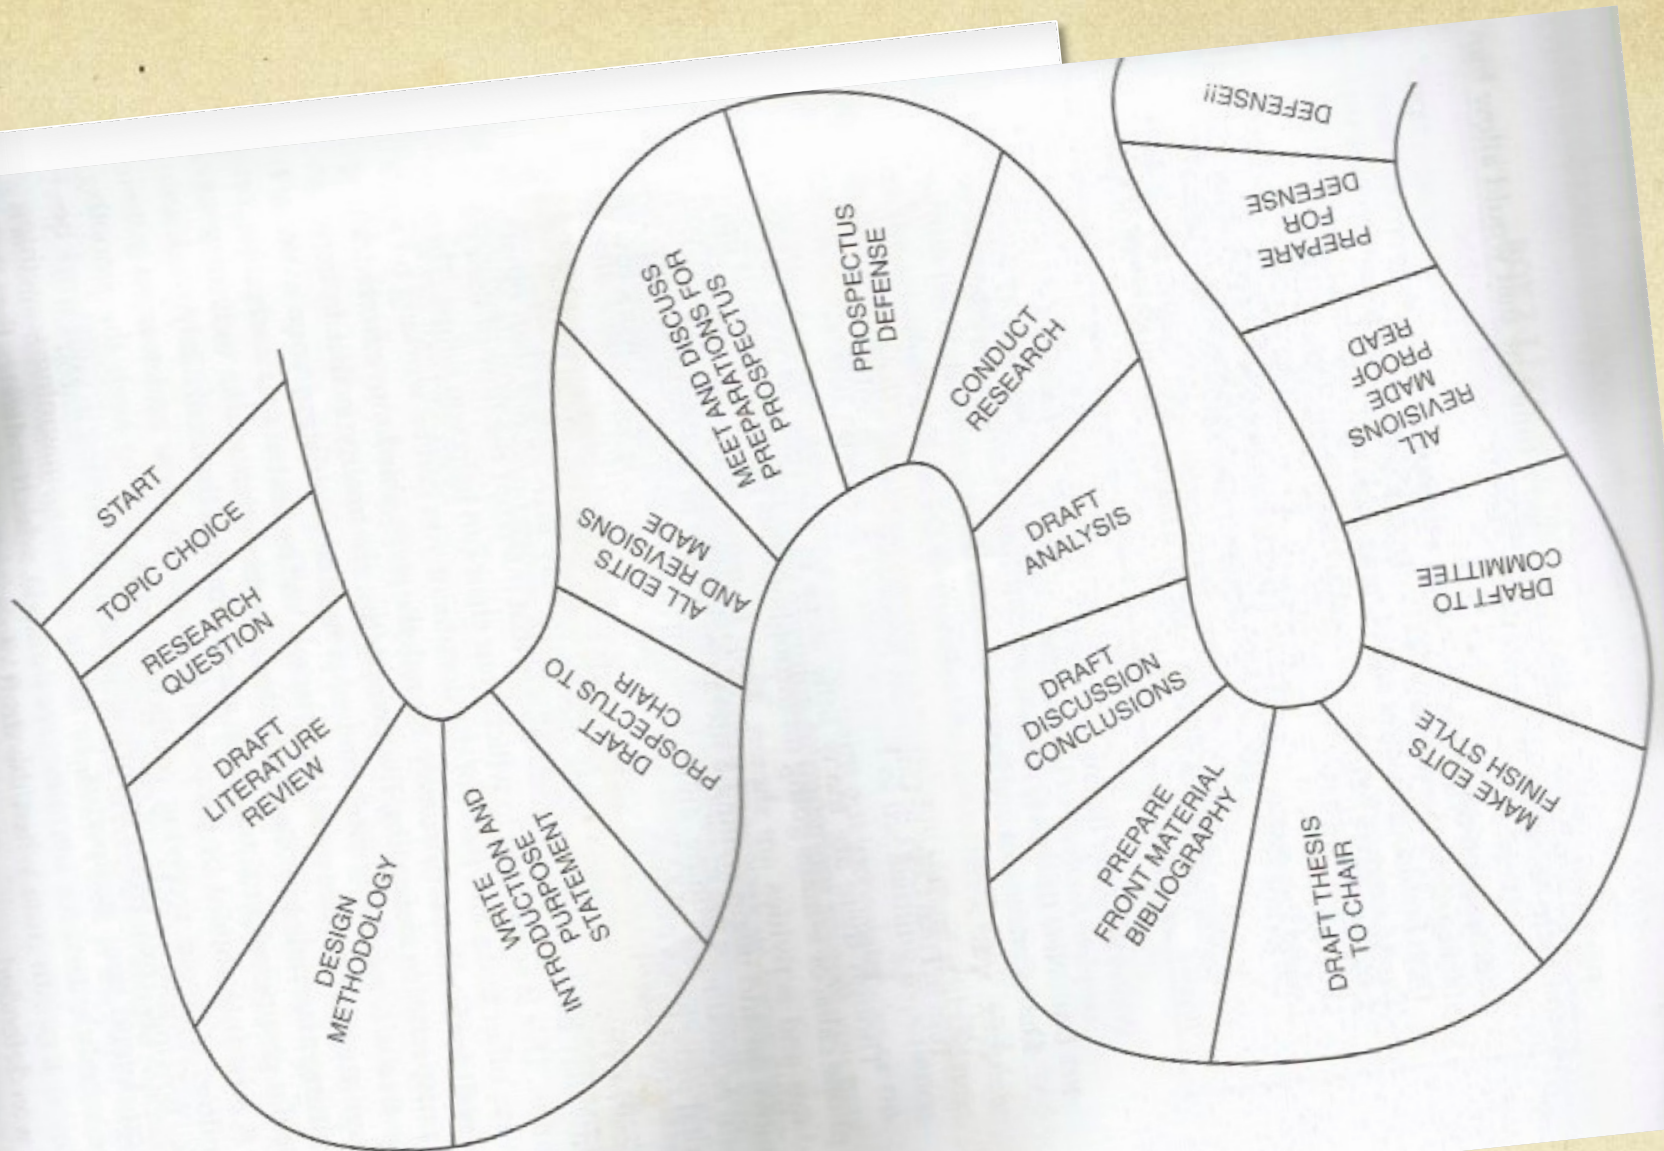 START
TOPIC CHOICE
RESEARCH
QUESTION
DRAFT
LITERATURE
REVIEW
DESIGN
METHODOLOGY
WRITE
INTRODUCTION AND
PURPOSE
STATEMENT
DRAFT
PROSPECTUS TO
CHAIR
ALL EDITS
AND REVISIONS
MADE
MEET AND DISCUSS
PREPARATIONS FOR
PROSPECTUS
PROSPECTUS
DEFENSE
CONDUCT
RESEARCH
DRAFT
ANALYSIS
DRAFT
DISCUSSION
CONCLUSIONS
PREPARE
FRONT MATERIAL
BIBLIOGRAPHY
DRAFT THESIS
TO CHAIR
MAKE EDITS
FINISH STYLE
DRAFT TO
COMMITTEE
ALL
REVISIONS
MADE
PROOF
READ
PREPARE
FOR
DEFENSE
DEFENSE!!